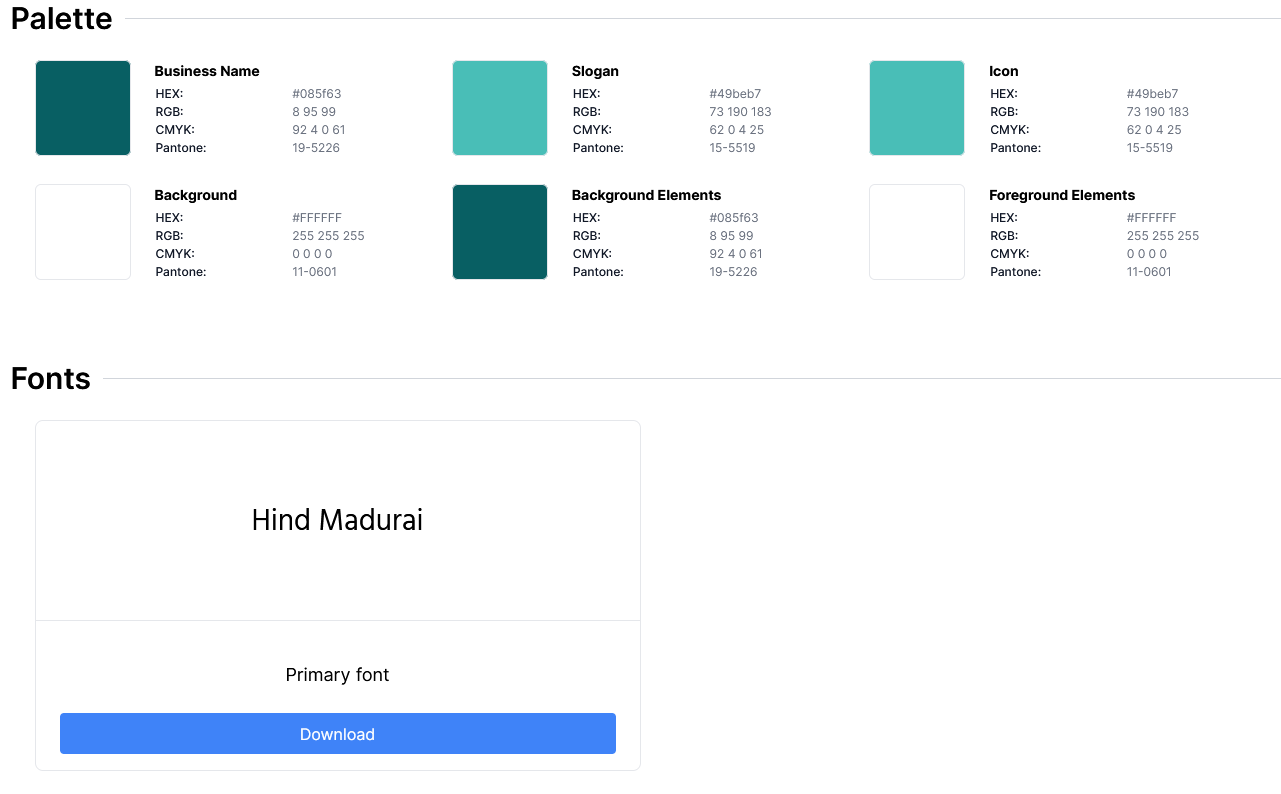 Palette
Business Name
HEX: #085f63
RGB: 8 95 99
CMYK: 92 4 0 61
Pantone: 19-5226
Slogan
HEX: #49beb7
RGB: 73 190 183
CMYK: 62 0 4 25
Pantone: 15-5519
Icon
HEX: #49beb7
RGB: 73 190 183
CMYK: 62 0 4 25
Pantone: 15-5519
Background
HEX: #FFFFFF
RGB: 255 255 255
CMYK: 0 0 0 0
Pantone: 11-0601
Background Elements
HEX: #085f63
RGB: 8 95 99
CMYK: 92 4 0 61
Pantone: 19-5226
Foreground Elements
HEX: #FFFFFF
RGB: 255 255 255
CMYK: 0 0 0 0
Pantone: 11-0601
Fonts
Hind Madurai
Primary font
Download